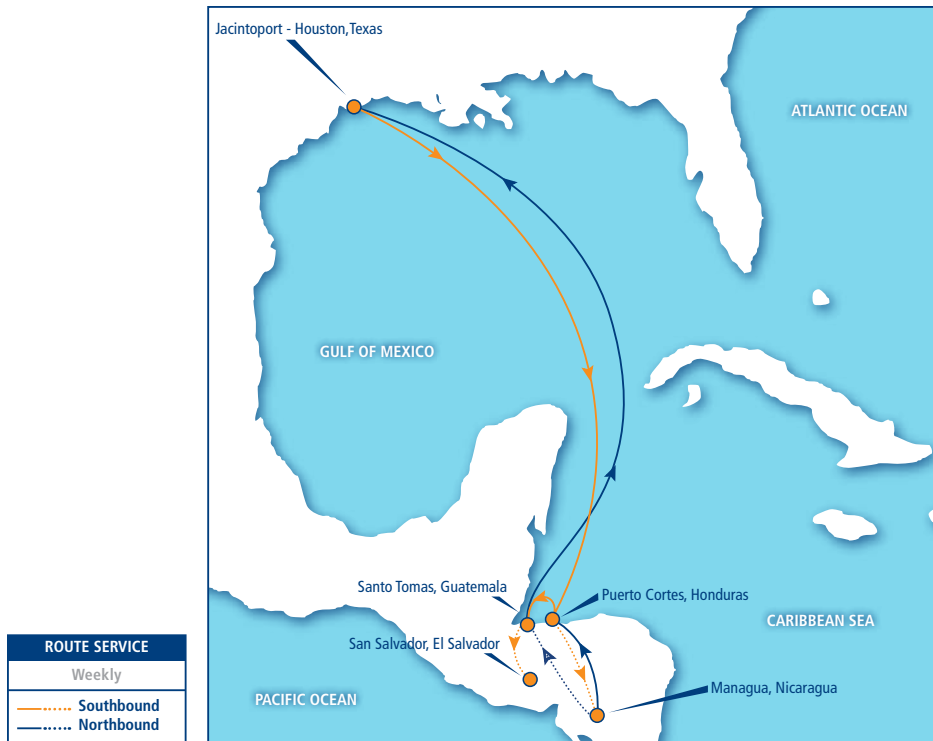 Jacintoport - Houston,Texas
ATLANTIC OCEAN
GULF OF MEXICO
Santo Tomas, Guatemala
Puerto Cortes, Honduras
CARIBBEAN SEA
San Salvador, El Salvador
Managua, Nicaragua
PACIFIC OCEAN
ROUTE SERVICE
Weekly
Southbound
Northbound